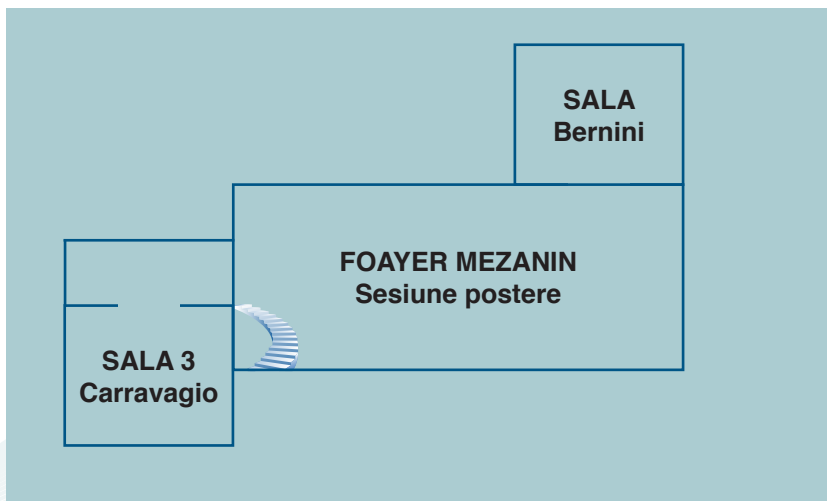 SALA
Bernini
FOAYER MEZANIN
Sesiune postere
SALA 3
Carravagio